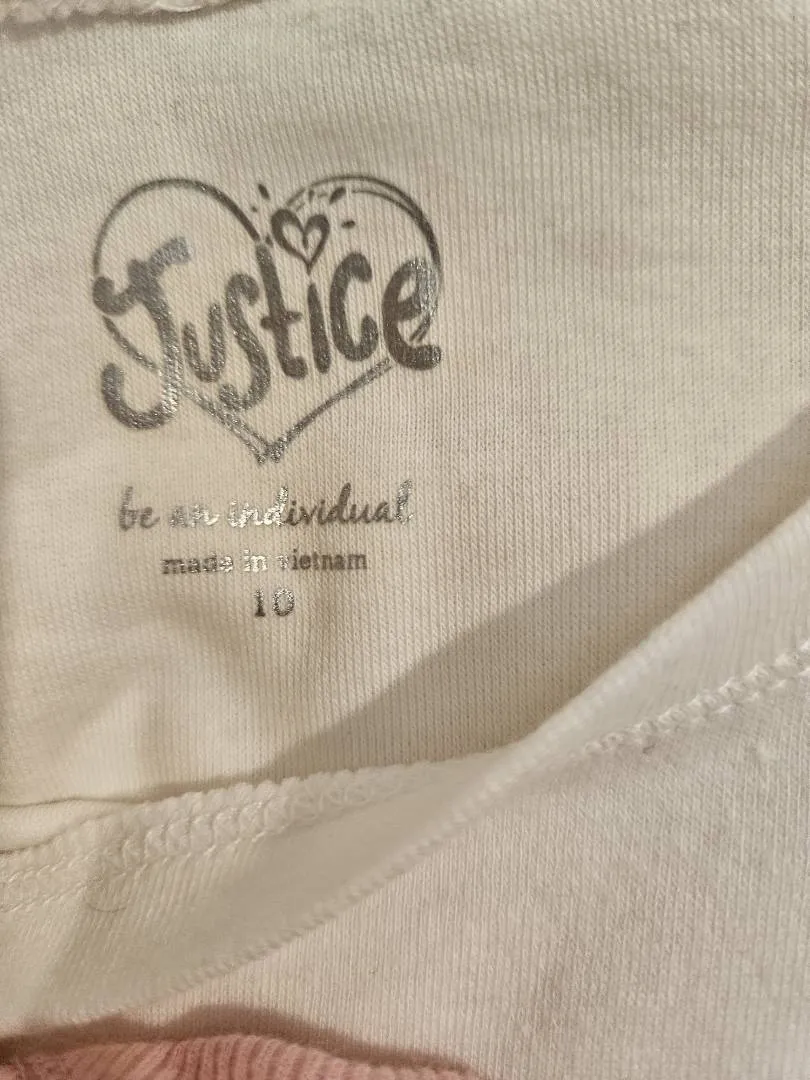 Justice
be an individual
made in vietnam
10